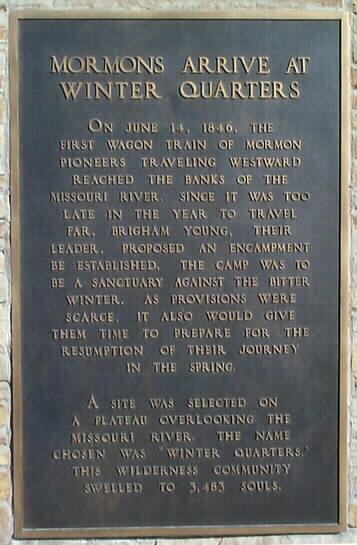 MORMONS ARRIVE AT
WINTER QUARTERS
ON JUNE 14, 1846, THE
FIRST WAGON TRAIN OF MORMON
PIONEERS TRAVELING WESTWARD
REACHED THE BANKS OF THE
MISSOURI RIVER. SINCE IT WAS TOO
LATE IN THE YEAR TO TRAVEL
FAR, BRIGHAM YOUNG, THEIR
LEADER, PROPOSED AN ENCAMPMENT
BE ESTABLISHED. THE CAMP WAS TO
BE A SANCTUARY AGAINST THE BITTER
WINTER. AS PROVISIONS WERE
SCARCE, IT ALSO WOULD GIVE
THEM TIME TO PREPARE FOR THE
RESUMPTION OF THEIR JOURNEY
IN THE SPRING.
A SITE WAS SELECTED ON
A PLATEAU OVERLOOKING THE
MISSOURI RIVER. THE NAME
CHOSEN WAS "WINTER QUARTERS."
THIS WILDERNESS COMMUNITY
SWELLED TO 3,483 SOULS.